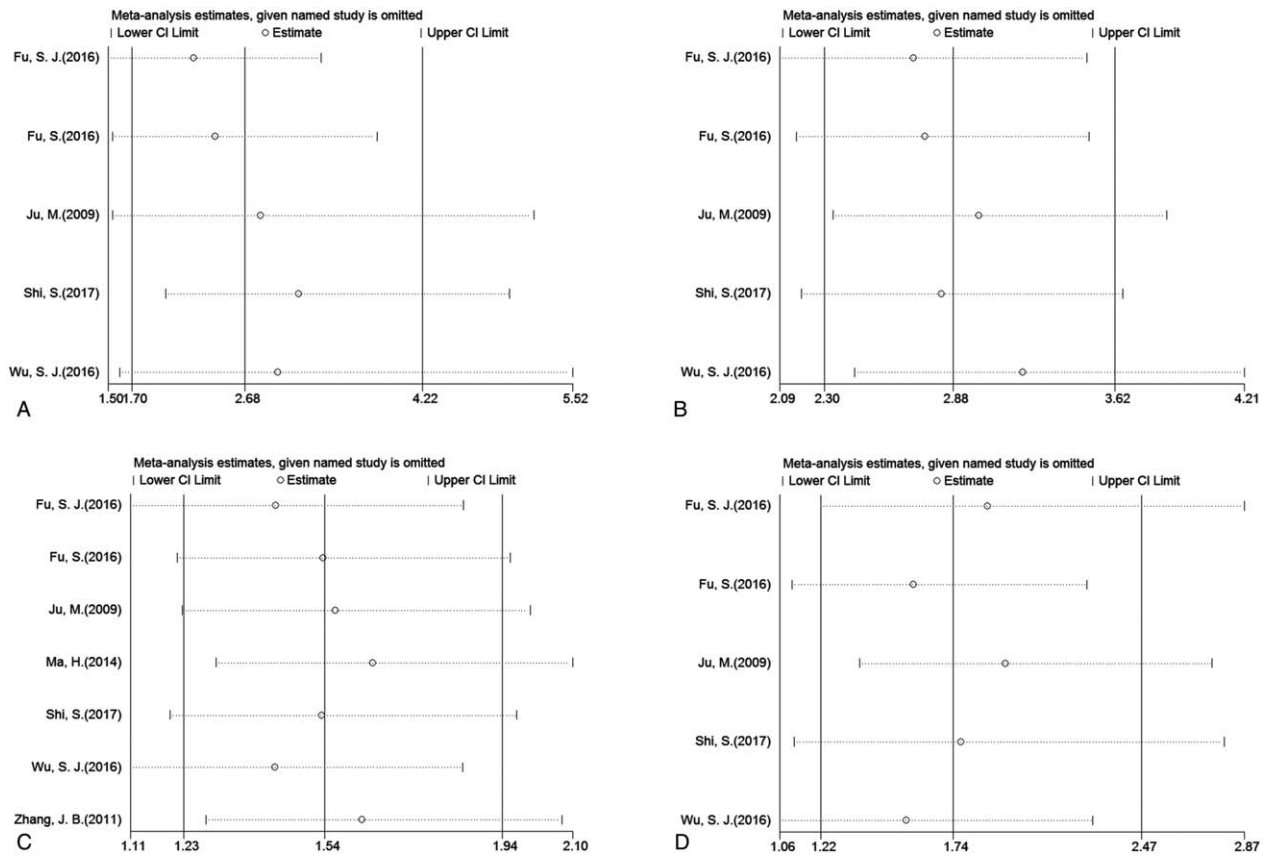 Meta-analysis estimates, given named study is omitted
Lower CI Limit Estimate Upper CI Limit
Fu, S. J.(2016)
Fu, S.(2016)
Ju, M.(2009)
Shi, S.(2017)
Wu, S. J.(2016)
1.501.70 2.68 4.22 5.52
A
Meta-analysis estimates, given named study is omitted
Lower CI Limit Estimate Upper CI Limit
Fu, S. J.(2016)
Fu, S.(2016)
Ju, M.(2009)
Shi, S.(2017)
Wu, S. J.(2016)
2.09 2.30 2.88 3.62 4.21
B
Meta-analysis estimates, given named study is omitted
Lower CI Limit Estimate Upper CI Limit
Fu, S. J.(2016)
Fu, S.(2016)
Ju, M.(2009)
Ma, H.(2014)
Shi, S.(2017)
Wu, S. J.(2016)
Zhang, J. B.(2011)
1.11 1.23 1.54 1.94 2.10
C
Meta-analysis estimates, given named study is omitted
Lower CI Limit Estimate Upper CI Limit
Fu, S. J.(2016)
Fu, S.(2016)
Ju, M.(2009)
Shi, S.(2017)
Wu, S. J.(2016)
1.06 1.22 1.74 2.47 2.87
D